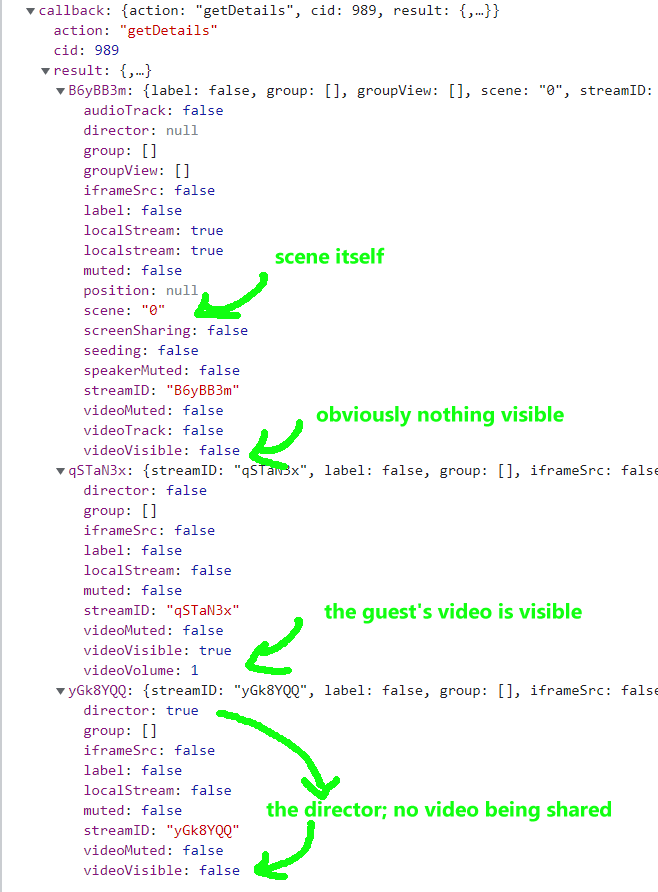 ▼callback: {action: "getDetails", cid: 989, result: {,…}}
action: "getDetails"
cid: 989
▼result: {,…}
▼B6yBB3m: {label: false, group: [], groupView: [], scene: "0", streamID:
audioTrack: false
director: null
group: []
groupView: []
iframeSrc: false
label: false
localStream: true
localstream: true
scene itself
muted: false
position: null
scene: "0"
screenSharing: false
seeding: false
speakerMuted: false
streamID: "B6yBB3m"
videoMuted: false
obviously nothing visible
videoTrack: false
videoVisible: false
▼qSTaN3x: {streamID: "qSTaN3x", label: false, group: [], iframeSrc: false
director: false
group: []
iframeSrc: false
label: false
localStream: false
muted: false
streamID: "qSTaN3x"
the guest's video is visible
videoMuted: false
videoVisible: true
videoVolume: 1
▼yGk8YQQ: {streamID: "yGk8YQQ", label: false, group: [], iframeSrc: false
director: true
group: []
iframeSrc: false
label: false
localStream: false
muted: false
the director; no video being shared
streamID: "yGk8YQQ"
videoMuted: false
videoVisible: false